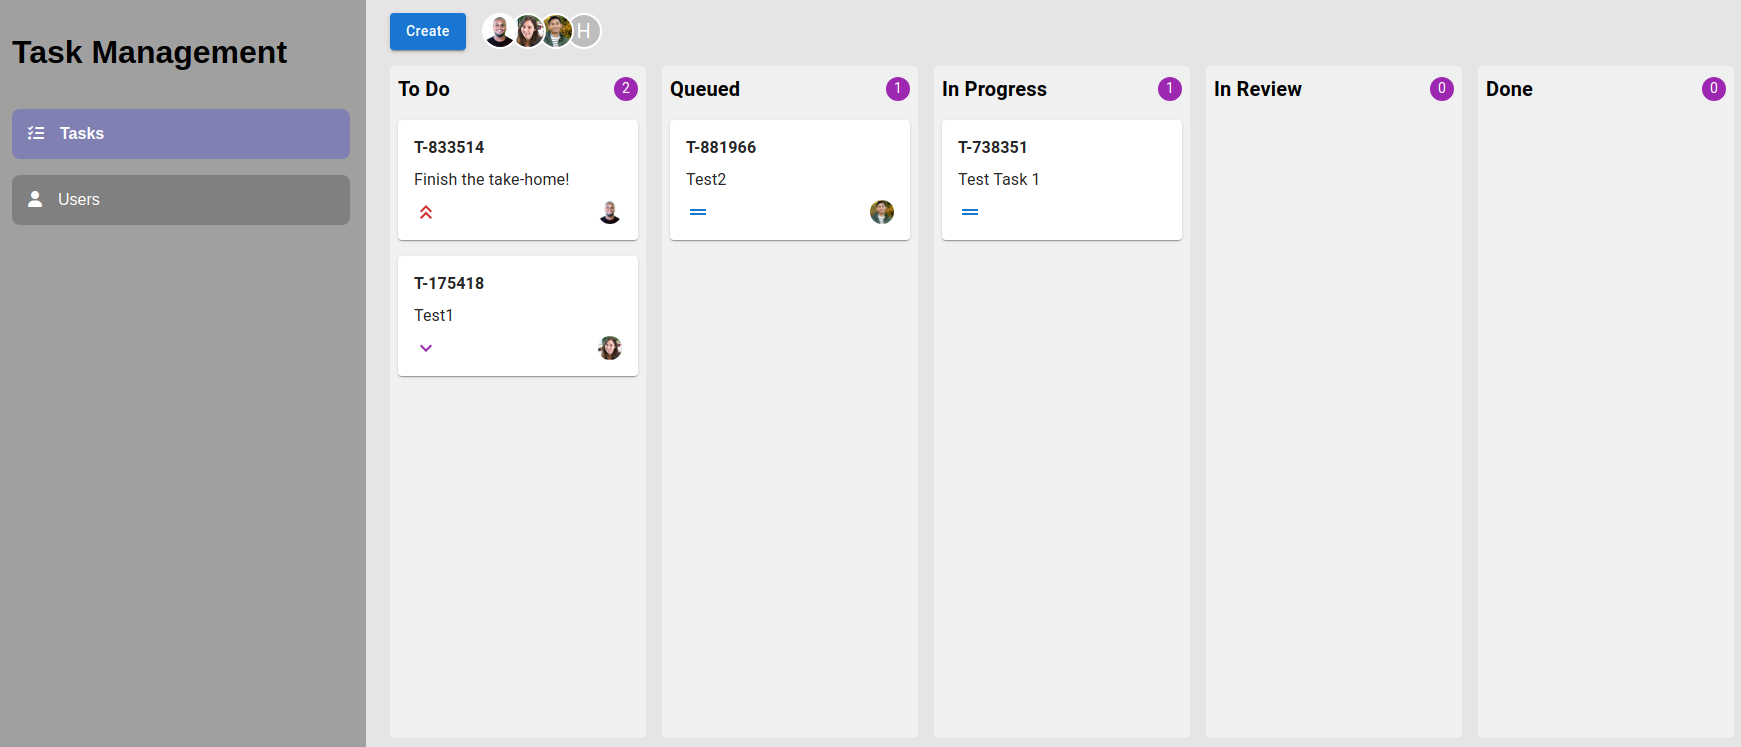 Task Management
Tasks
Users
Create
H
To Do
2
T-833514
Finish the take-home!
T-175418
Test1
Queued
1
T-881966
Test2
In Progress
1
T-738351
Test Task 1
In Review
0
Done
0